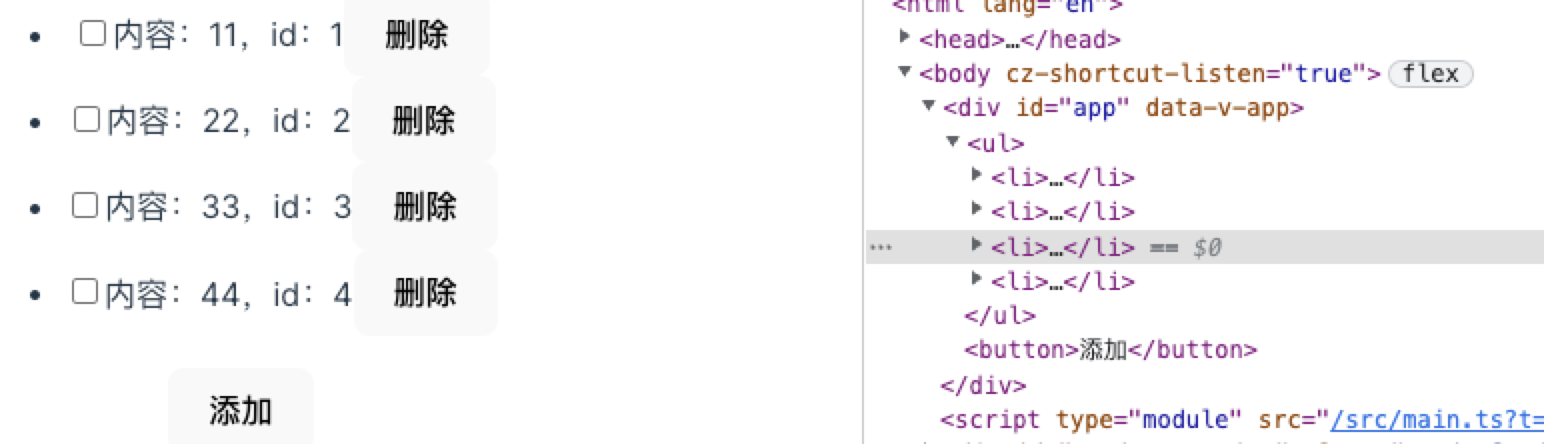 内容：11，id：1 删除
内容：22，id：2 删除
内容：33，id：3 删除
内容：44，id：4 删除
添加
<html lang="en">
<head>…</head>
<body cz-shortcut-listen="true"> flex
<div id="app" data-v-app>
<ul>
<li>…</li>
<li>…</li>
… <li>…</li> == $0
<li>…</li>
</ul>
<button>添加</button>
</div>
<script type="module" src="/src/main.ts?t=